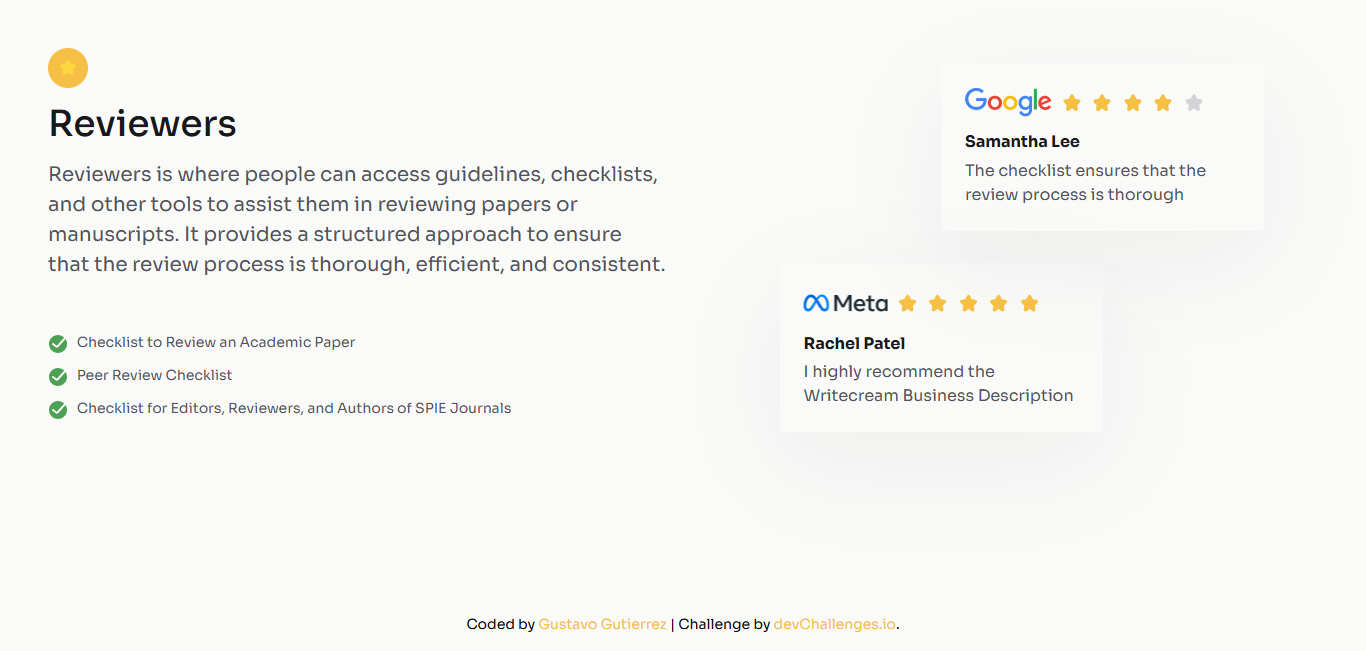 Reviewers
Reviewers is where people can access guidelines, checklists,
and other tools to assist them in reviewing papers or
manuscripts. It provides a structured approach to ensure
that the review process is thorough, efficient, and consistent.
Checklist to Review an Academic Paper
Peer Review Checklist
Checklist for Editors, Reviewers, and Authors of SPIE Journals
Google
Samantha Lee
The checklist ensures that the
review process is thorough
Meta
Rachel Patel
I highly recommend the
Writecream Business Description
Coded by Gustavo Gutierrez | Challenge by devChallenges.io.